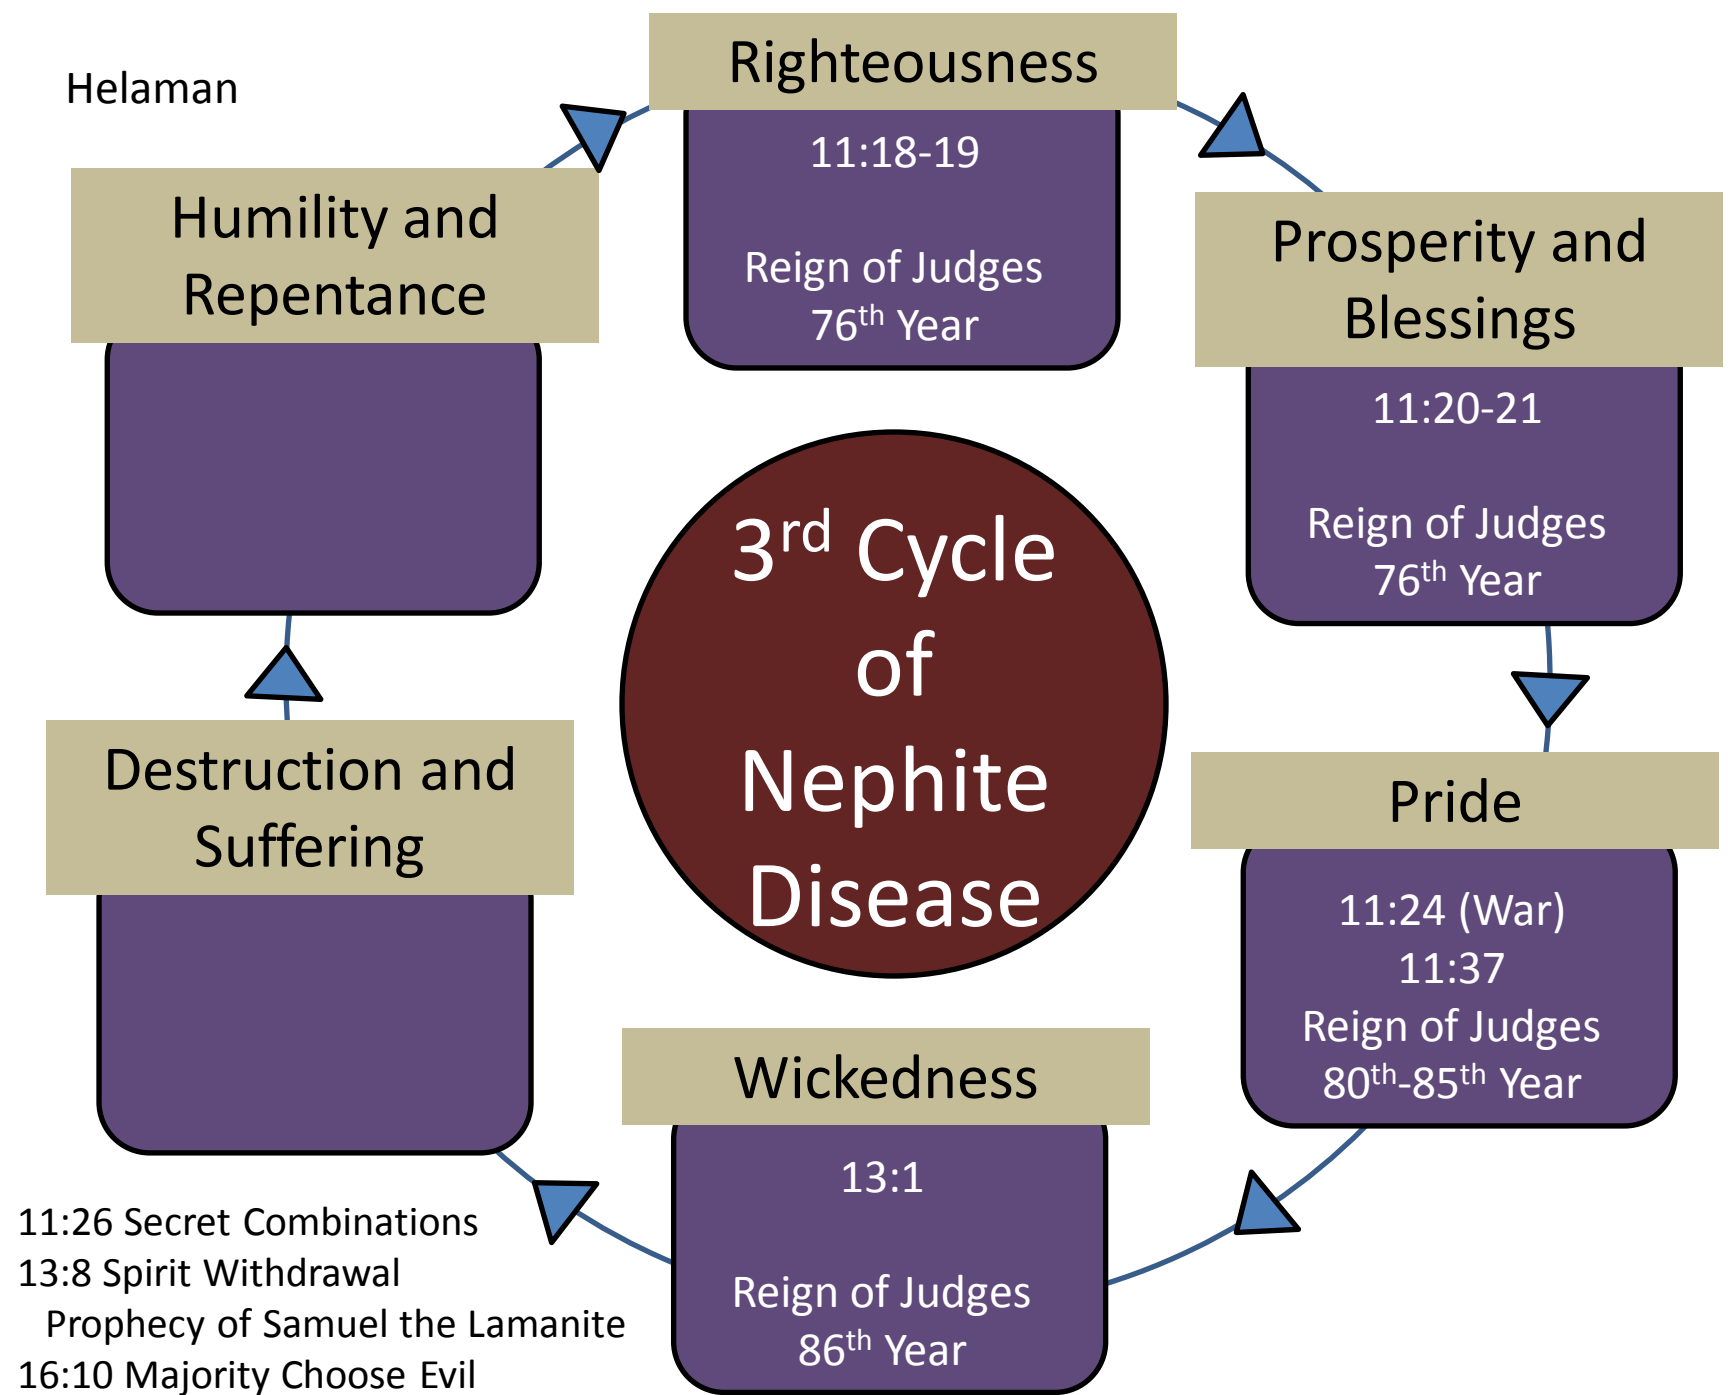 Helaman
Righteousness
11:18-19
Reign of Judges
76th Year
Prosperity and
Blessings
11:20-21
Reign of Judges
76th Year
Pride
11:24 (War)
11:37
Reign of Judges
80th-85th Year
Wickedness
13:1
Reign of Judges
86th Year
Destruction and
Suffering
Humility and
Repentance
3rd Cycle
of
Nephite
Disease
11:26 Secret Combinations
13:8 Spirit Withdrawal
Prophecy of Samuel the Lamanite
16:10 Majority Choose Evil